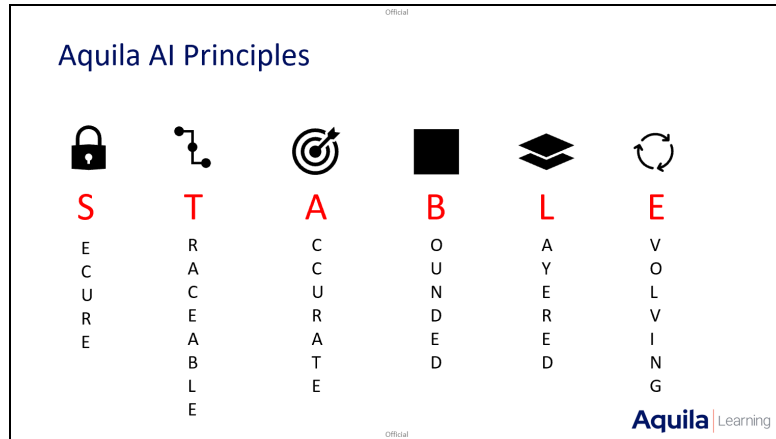 Official
Aquila AI Principles
S T A B L E
ECURE
RACEABLE
CCURATE
OUNDED
AYERED
VOLVING
Aquila | Learning
Official